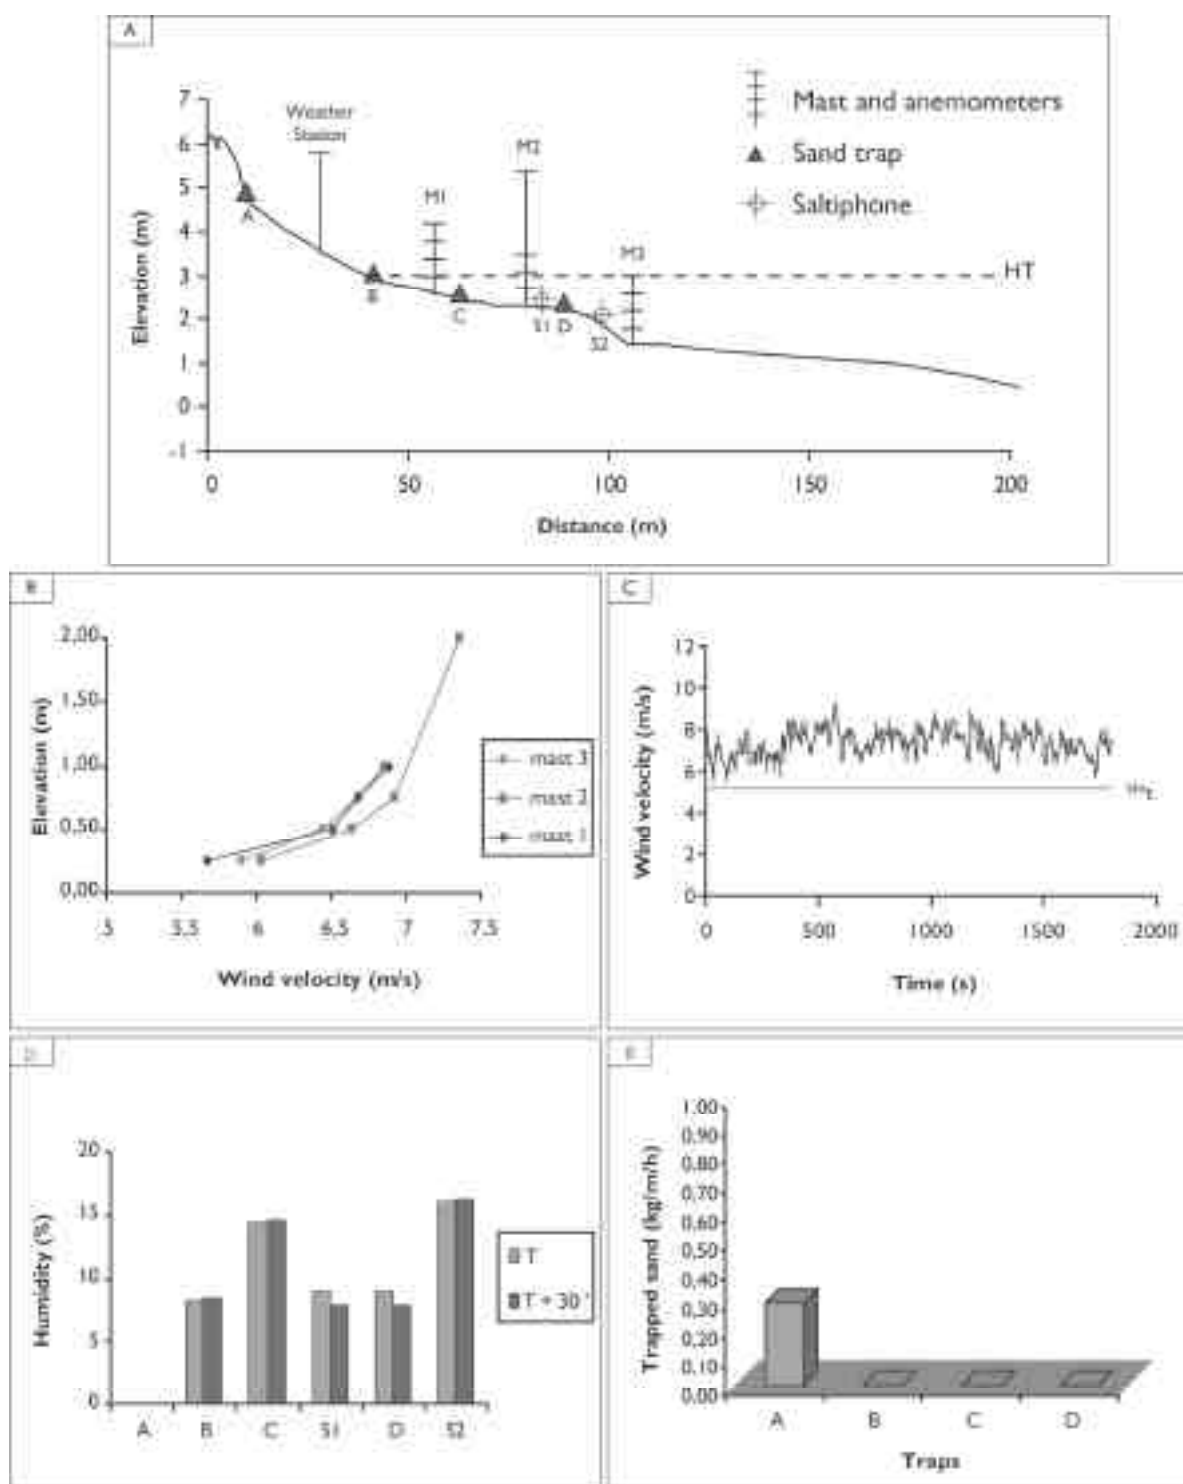 A
7
6
5
4
3
2
1
0
-1
Elevation (m)
Weather
Station
M1
M2
M3
Mast and anemometers
Sand trap
Saltiphone
HT
A
B
C
S1
D
S2
0
50
100
150
200
Distance (m)
B
2,00
1,50
1,00
0,50
0,00
Elevation (m)
mast 3
mast 2
mast 1
5
5,5
6
6,5
7
7,5
Wind velocity (m/s)
C
12
10
8
6
4
2
0
Wind velocity (m/s)
0
500
1000
1500
2000
Time (s)
D
20
15
10
5
0
Humidity (%)
T
T + 30 '
A
B
C
S1
D
S2
E
1.00
0.90
0.80
0.70
0.60
0.50
0.40
0.30
0.20
0.10
0.00
Trapped sand (kg/m/h)
A
B
C
D
Traps